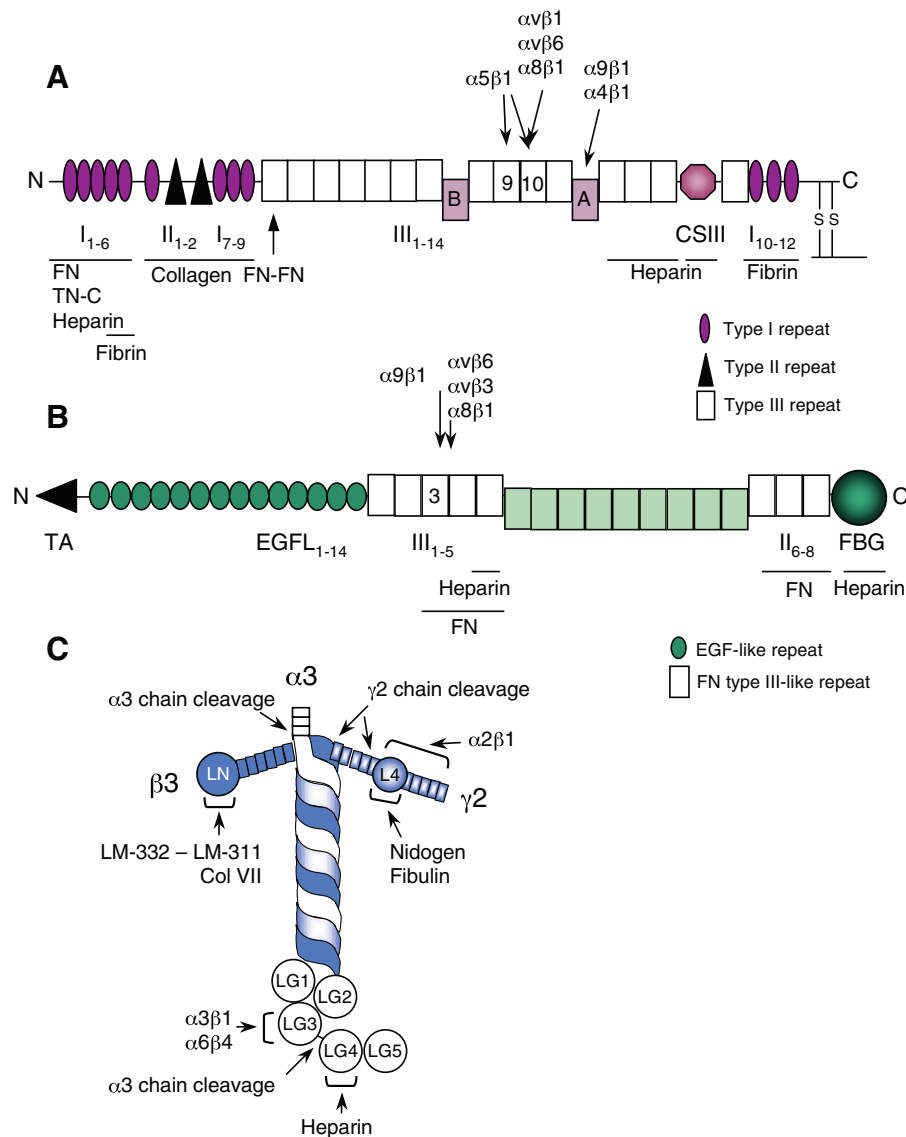 A
αvβ1
αvβ6
α8β1
α5β1
α9β1
α4β1
N
9
10
B
A
C
S S
I1-6
II1-2
I7-9
III1-14
CSIII
I10-12
FN
TN-C
Heparin
Fibrin
Collagen
FN-FN
Heparin
Fibrin
Type I repeat
Type II repeat
Type III repeat
B
α9β1
αvβ6
αvβ3
α8β1
N
3
C
TA
EGFL1-14
III1-5
II6-8
FBG
Heparin
FN
FN
Heparin
EGF-like repeat
FN type III-like repeat
C
α3 chain cleavage
α3
γ2 chain cleavage
α2β1
β3
LN
L4
γ2
LM-332 – LM-311
Col VII
Nidogen
Fibulin
LG1
LG2
LG3
LG4
LG5
α3β1
α6β4
α3 chain cleavage
Heparin